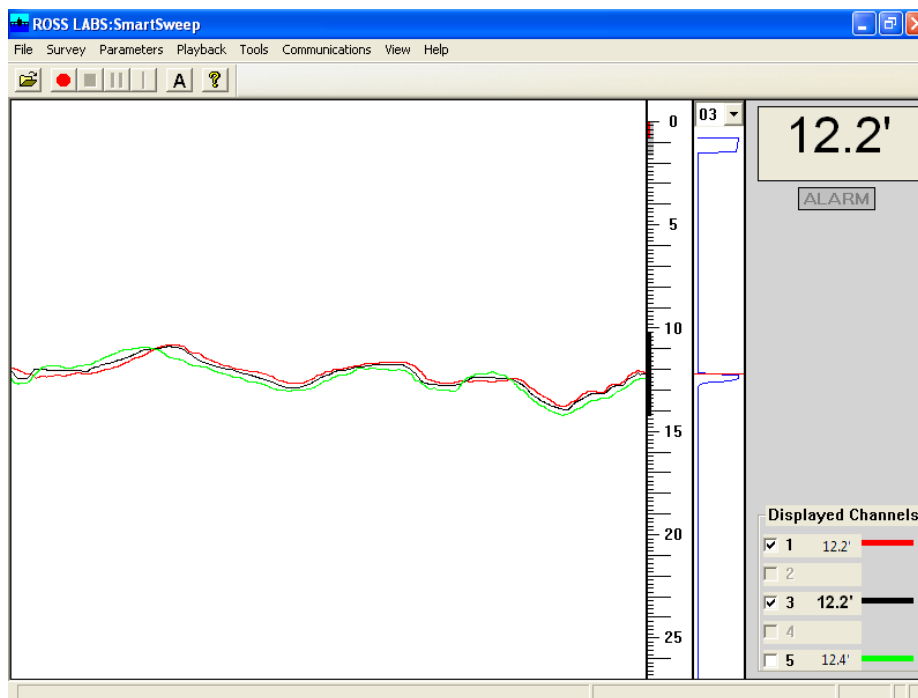 ROSS LABS:SmartSweep
File Survey Parameters Playback Tools Communications View Help
A ?
0
5
10
15
20
25
03
12.2'
ALARM
Displayed Channels
1 12.2'
2
3 12.2'
4
5 12.4'